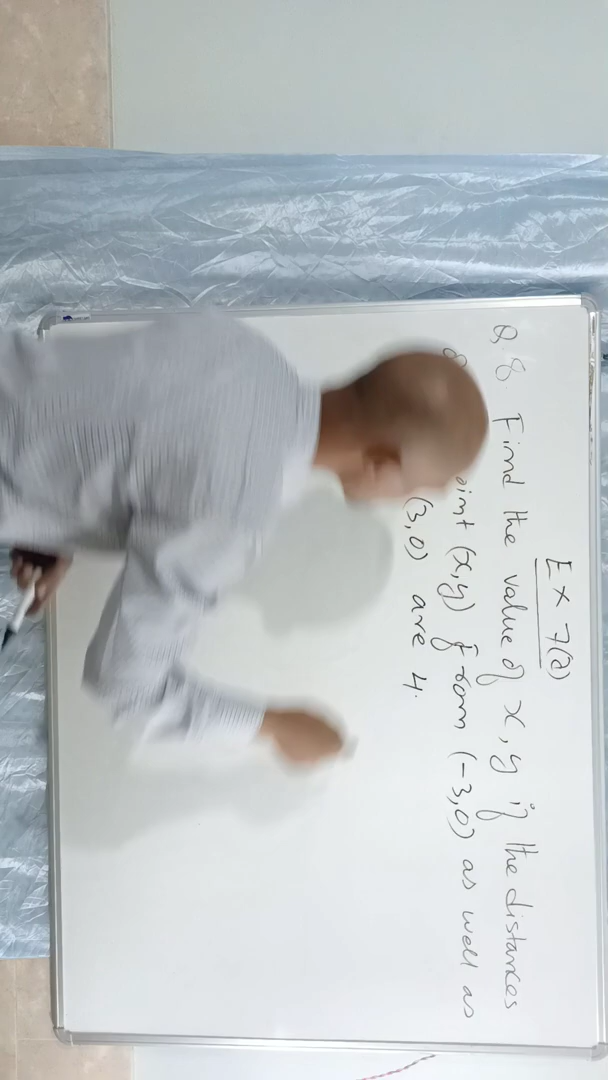 Ex 7(a)
Q.8. Find the value of x, y if the distances
(x,y) from (-3,0) as well as
(3,0) are 4.